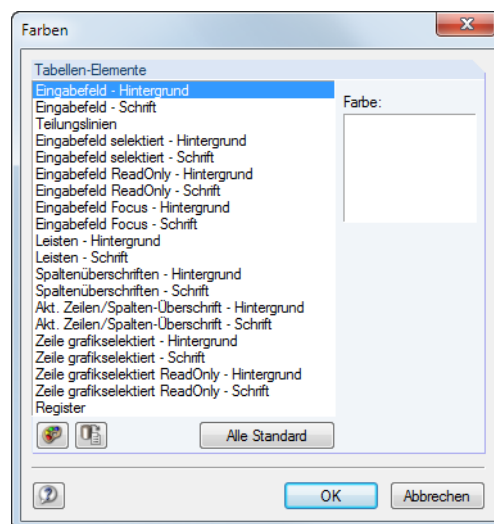 Farben
Tabellen-Elemente
Eingabefeld - Hintergrund
Eingabefeld - Schrift
Teilungslinien
Eingabefeld selektiert - Hintergrund
Eingabefeld selektiert - Schrift
Eingabefeld ReadOnly - Hintergrund
Eingabefeld ReadOnly - Schrift
Eingabefeld Focus - Hintergrund
Eingabefeld Focus - Schrift
Leisten - Hintergrund
Leisten - Schrift
Spaltenüberschriften - Hintergrund
Spaltenüberschriften - Schrift
Akt. Zeilen/Spalten-Überschrift - Hintergrund
Akt. Zeilen/Spalten-Überschrift - Schrift
Zeile grafikselektiert - Hintergrund
Zeile grafikselektiert - Schrift
Zeile grafikselektiert ReadOnly - Hintergrund
Zeile grafikselektiert ReadOnly - Schrift
Register
Farbe:
Alle Standard
OK
Abbrechen